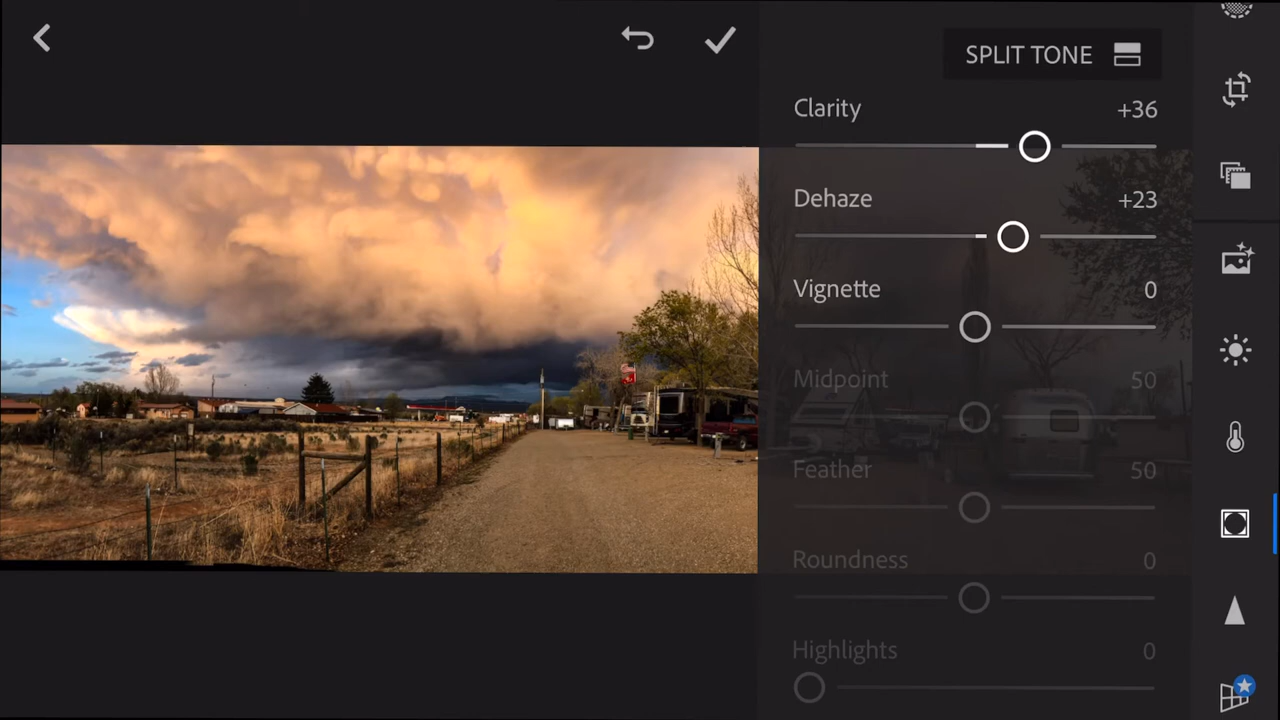 SPLIT TONE
Clarity +36
Dehaze +23
Vignette 0
Midpoint 50
Feather 50
Roundness 0
Highlights 0